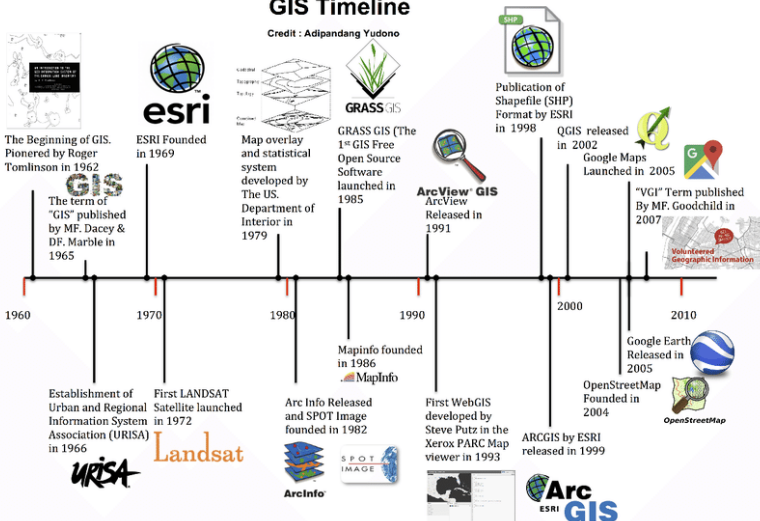 GIS Timeline
Credit : Adipandang Yudono
The Beginning of GIS.
Pionered by Roger
Tomlinson in 1962
GIS
The term of
"GIS" published
by MF. Dacey &
DF. Marble in
1965
esri
ESRI Founded
in 1969
Map overlay
and statistical
system
developed by
The US.
Department of
Interior in
1979
GRASS GIS
GRASS GIS (The
1st GIS Free
Open Source
Software
launched in
1985
ArcView GIS
ArcView
Released in
1991
SHP
Publication of
Shapefile (SHP)
Format by ESRI
in 1998
QGIS released
in 2002
Google Maps
Launched in 2005
G
"VGI" Term published
By MF. Goodchild in
2007
Volunteered
Geographic Information
1960
1970
1980
1990
2000
2010
Establishment of
Urban and Regional
Information System
Association (URISA)
in 1966
URISA
First LANDSAT
Satellite launched
in 1972
Landsat
Arc Info Released
and SPOT Image
founded in 1982
ArcInfo
SPOT
IMAGE
Mapinfo founded
in 1986
MapInfo
First WebGIS
developed by
Steve Putz in the
Xerox PARC Map
viewer in 1993
ARCGIS by ESRI
released in 1999
Arc
ESRI GIS
OpenStreetMap
Founded in
2004
OpenStreetMap
Google Earth
Released in
2005